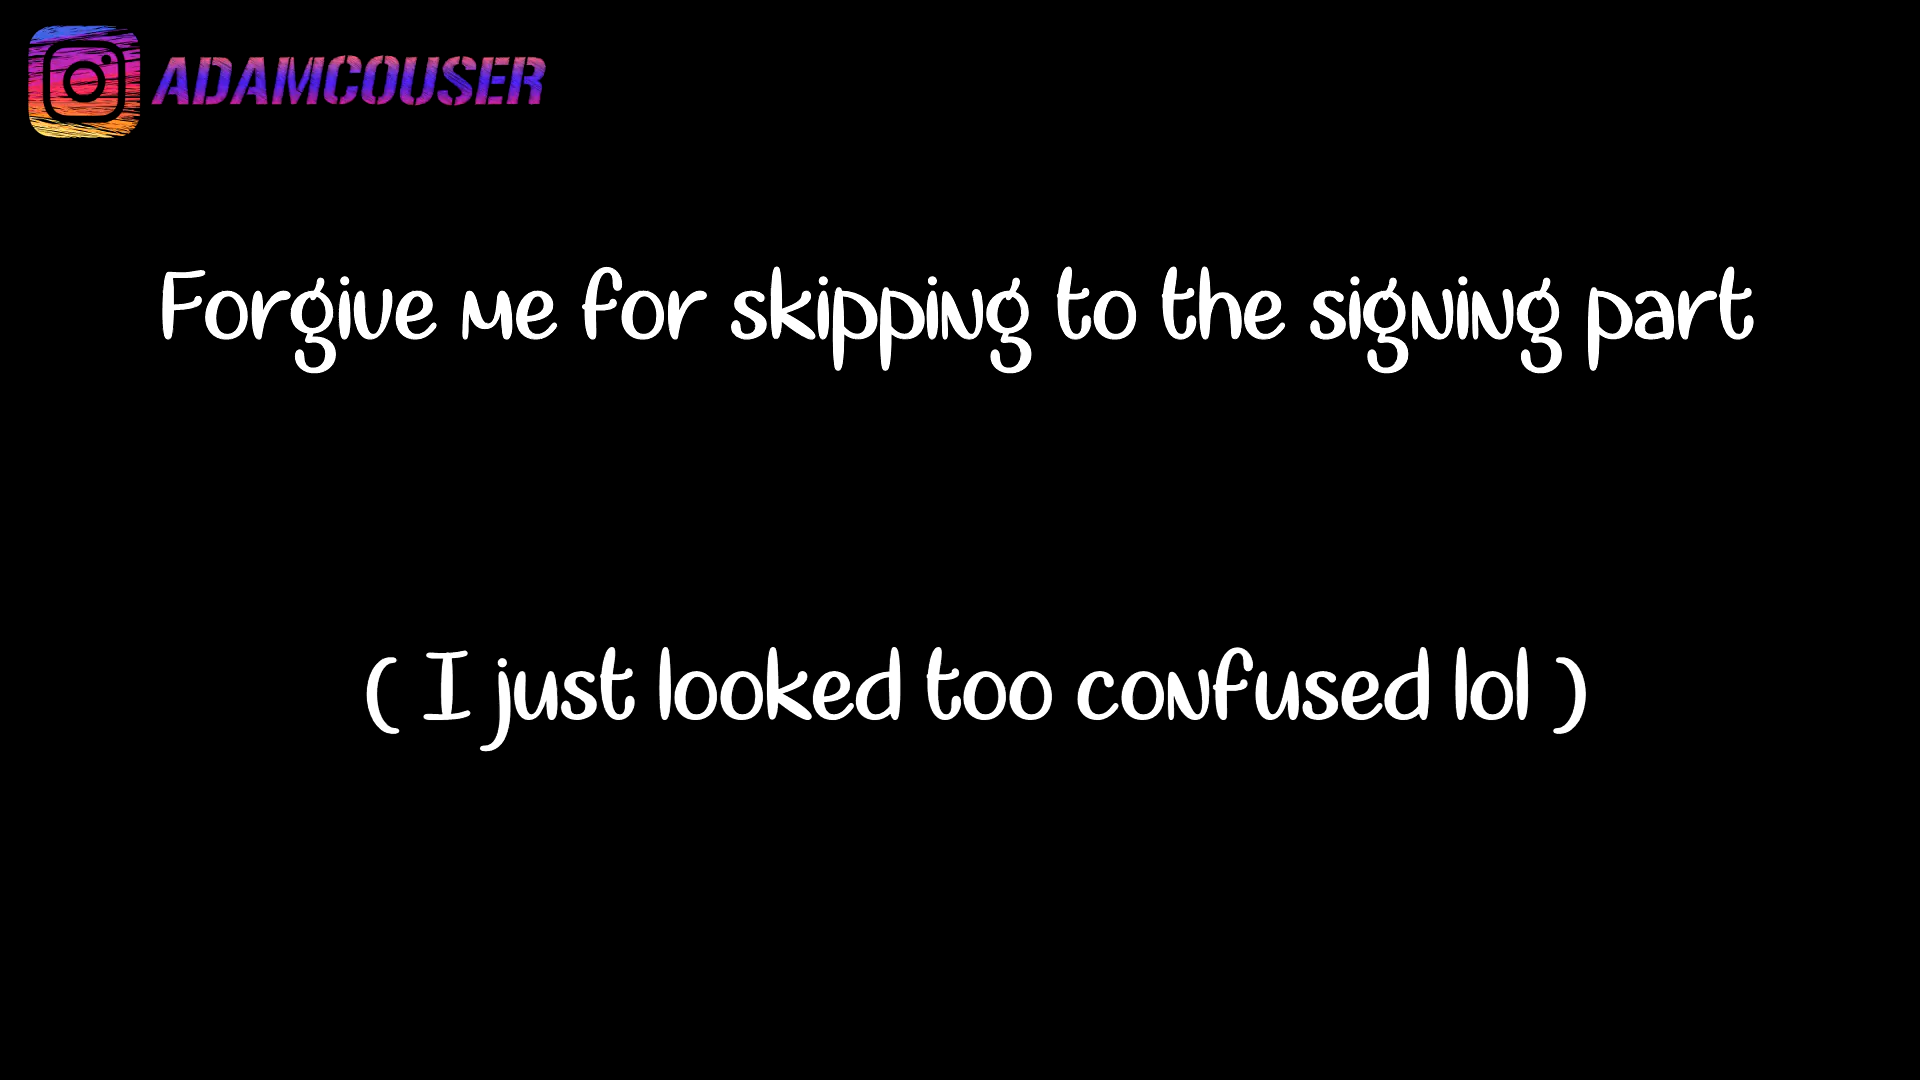 ADAMCOUSER
Forgive me for skipping to the signing part
( I just looked too confused lol )